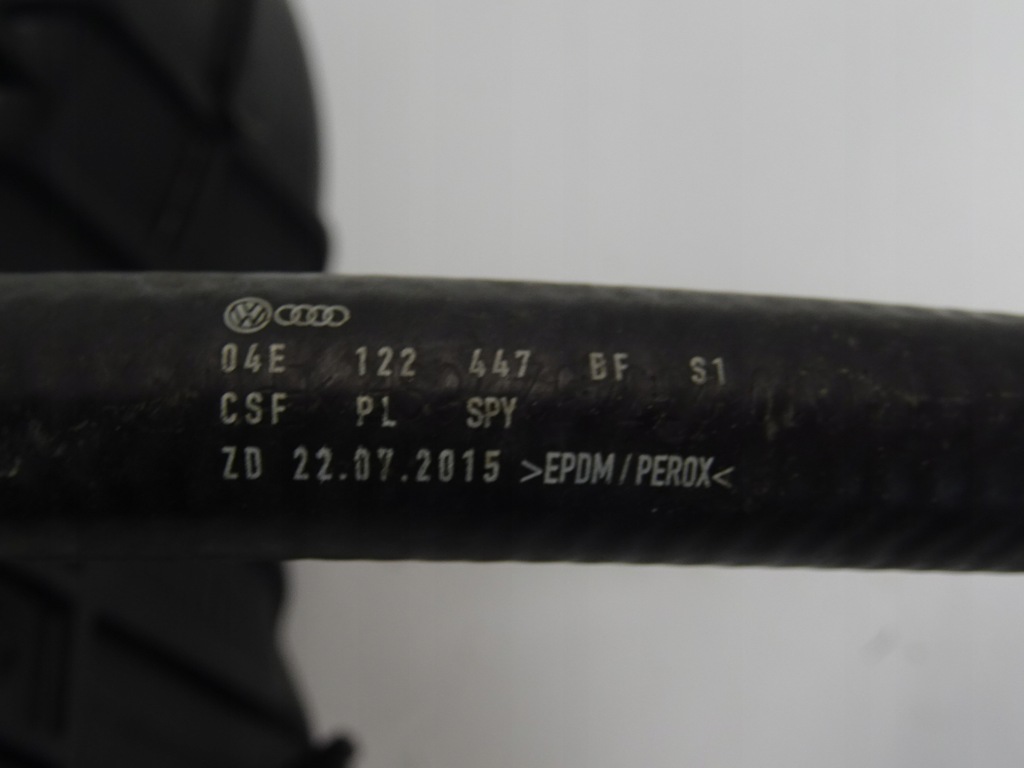 04E 122 447 BF S1
CSF PL SPY
ZD 22.07.2015 >EPDM/PEROX<